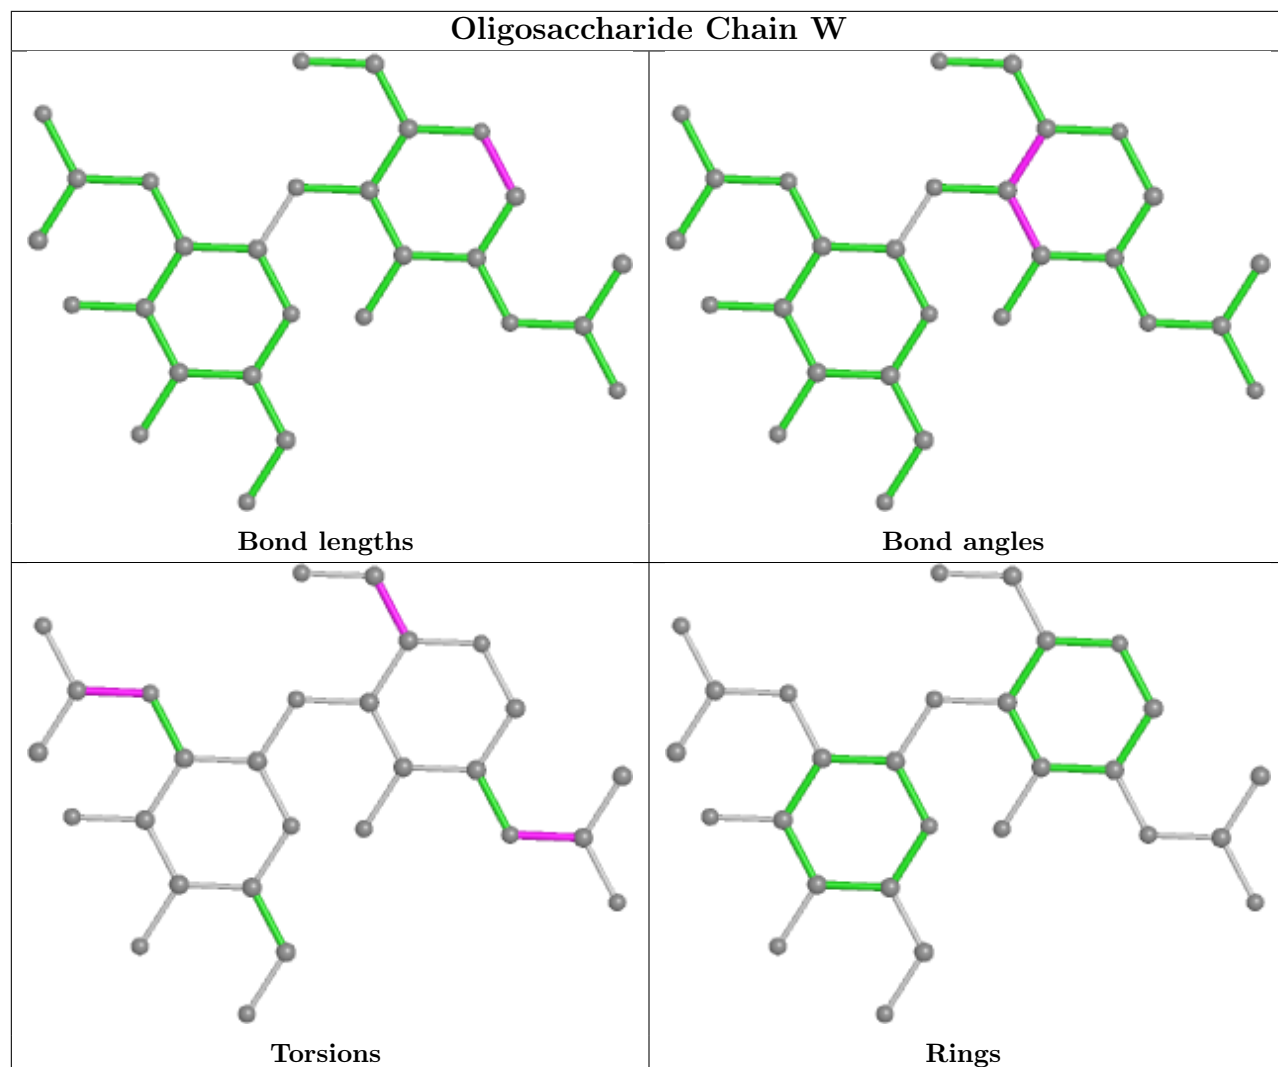 Oligosaccharide Chain W
Bond lengths
Bond angles
Torsions
Rings